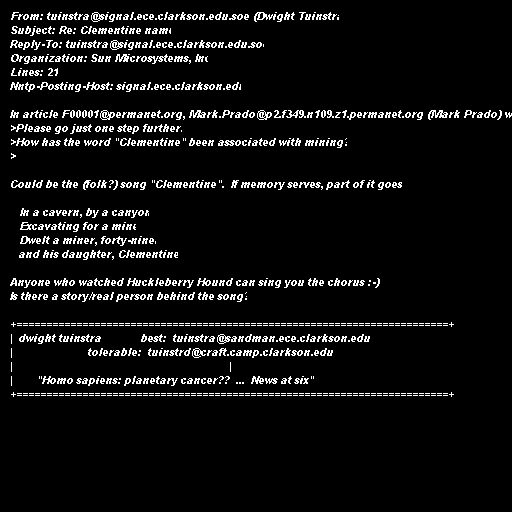 From: tuinstra@signal.ece.clarkson.edu.soe (Dwight Tuinstra
Subject: Re: Clementine name
Reply-To: tuinstra@signal.ece.clarkson.edu.soe
Organization: Sun Microsystems, Inc
Lines: 21
Nntp-Posting-Host: signal.ece.clarkson.edu
In article F00001@permanet.org, Mark.Prado@p2.f349.n109.z1.permanet.org (Mark Prado) w
>Please go just one step further.
>How has the word "Clementine" been associated with mining?
>
Could be the (folk?) song "Clementine". If memory serves, part of it goes
In a cavern, by a canyon
Excavating for a mine
Dwelt a miner, forty-niner
and his daughter, Clementine
Anyone who watched Huckleberry Hound can sing you the chorus :-)
Is there a story/real person behind the song?
+========================================================================+
| dwight tuinstra best: tuinstra@sandman.ece.clarkson.edu
| tolerable: tuinstrd@craft.camp.clarkson.edu
| |
| "Homo sapiens: planetary cancer?? ... News at six"
+========================================================================+